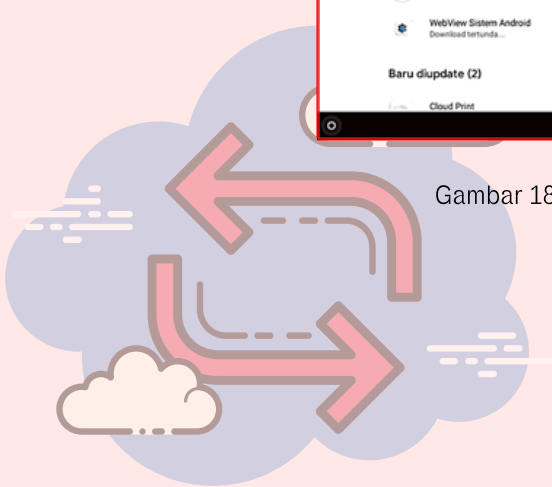 WebView Sistem Android
Download tertunda...
Baru diupdate (2)
Cloud Print
Gambar 18